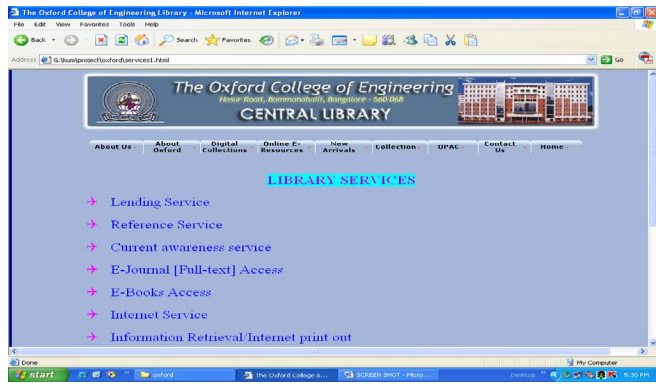 The Oxford College of Engineering Library - Microsoft Internet Explorer
File Edit View Favorites Tools Help
Back Search Favorites
Address G:\kum\project\oxford\services1.html Go
The Oxford College of Engineering
Hosur Road, Bommanahalli, Bangalore - 560 068
CENTRAL LIBRARY
About Us About Oxford Digital Collections Online E-Resources New Arrivals Collection OPAC Contact Us Home
LIBRARY SERVICES
Lending Service
Reference Service
Current awareness service
E-Journal [Full-text] Access
E-Books Access
Internet Service
Information Retrieval/Internet print out
Done My Computer
start oxford The Oxford College o... SCREEN SHOT - Micro... Desktop 9:30 PM